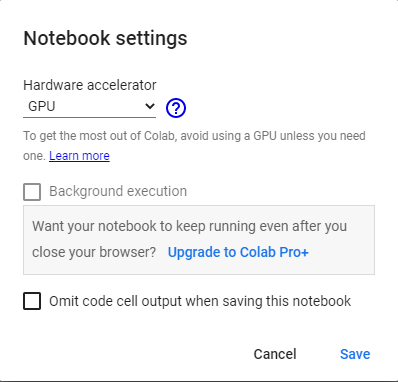 Notebook settings
Hardware accelerator
GPU
?
To get the most out of Colab, avoid using a GPU unless you need
one. Learn more
Background execution
Want your notebook to keep running even after you
close your browser? Upgrade to Colab Pro+
Omit code cell output when saving this notebook
Cancel Save